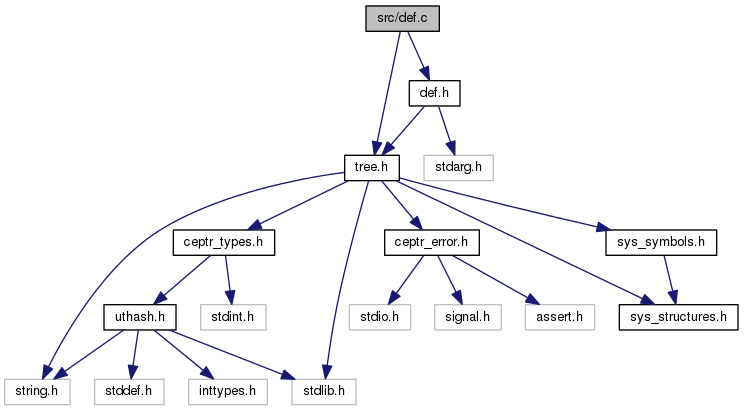 src/def.c
def.h
tree.h
stdarg.h
ceptr_types.h
ceptr_error.h
sys_symbols.h
uthash.h
stdint.h
stdio.h
signal.h
assert.h
sys_structures.h
string.h
stddef.h
inttypes.h
stdlib.h